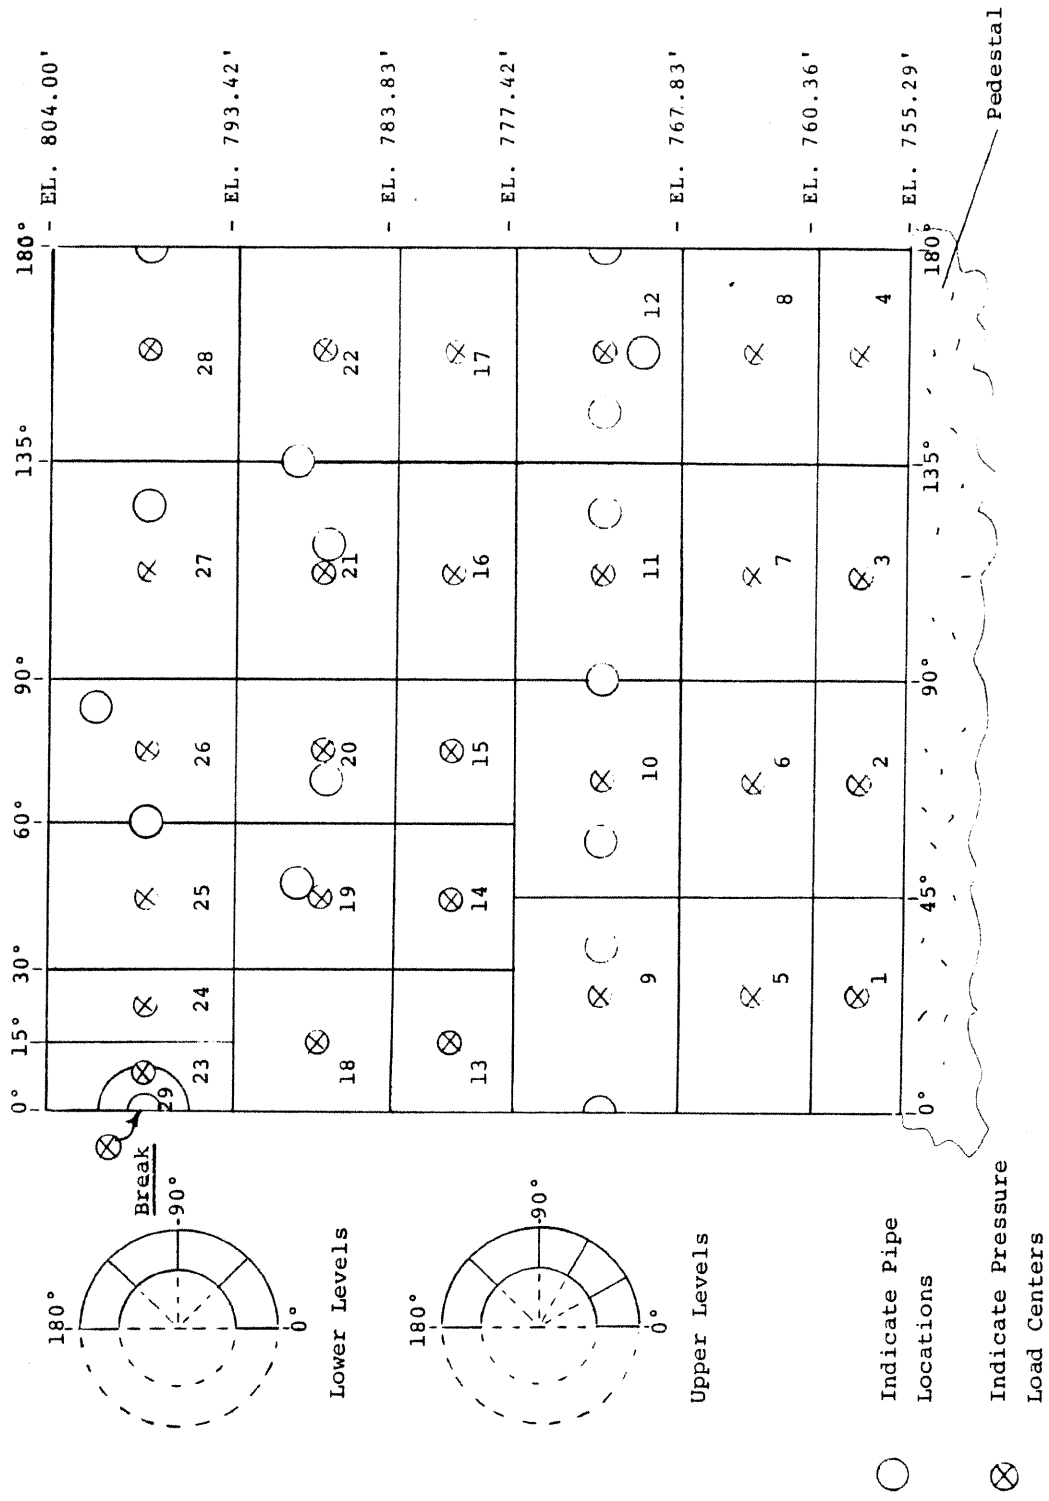 0° 15° 30° 60° 90° 135° 180°
EL. 804.00'
Break
29 23 24 25 26 27 28
EL. 793.42'
18 19 20 21 22
EL. 783.83'
13 14 15 16 17
EL. 777.42'
9 10 11 12
EL. 767.83'
5 6 7 8
EL. 760.36'
1 2 3 4
EL. 755.29'
0° 45° 90° 135° 180°
Pedestal
180°
90°
0°
Lower Levels
180°
90°
0°
Upper Levels
Indicate Pipe
Locations
Indicate Pressure
Load Centers